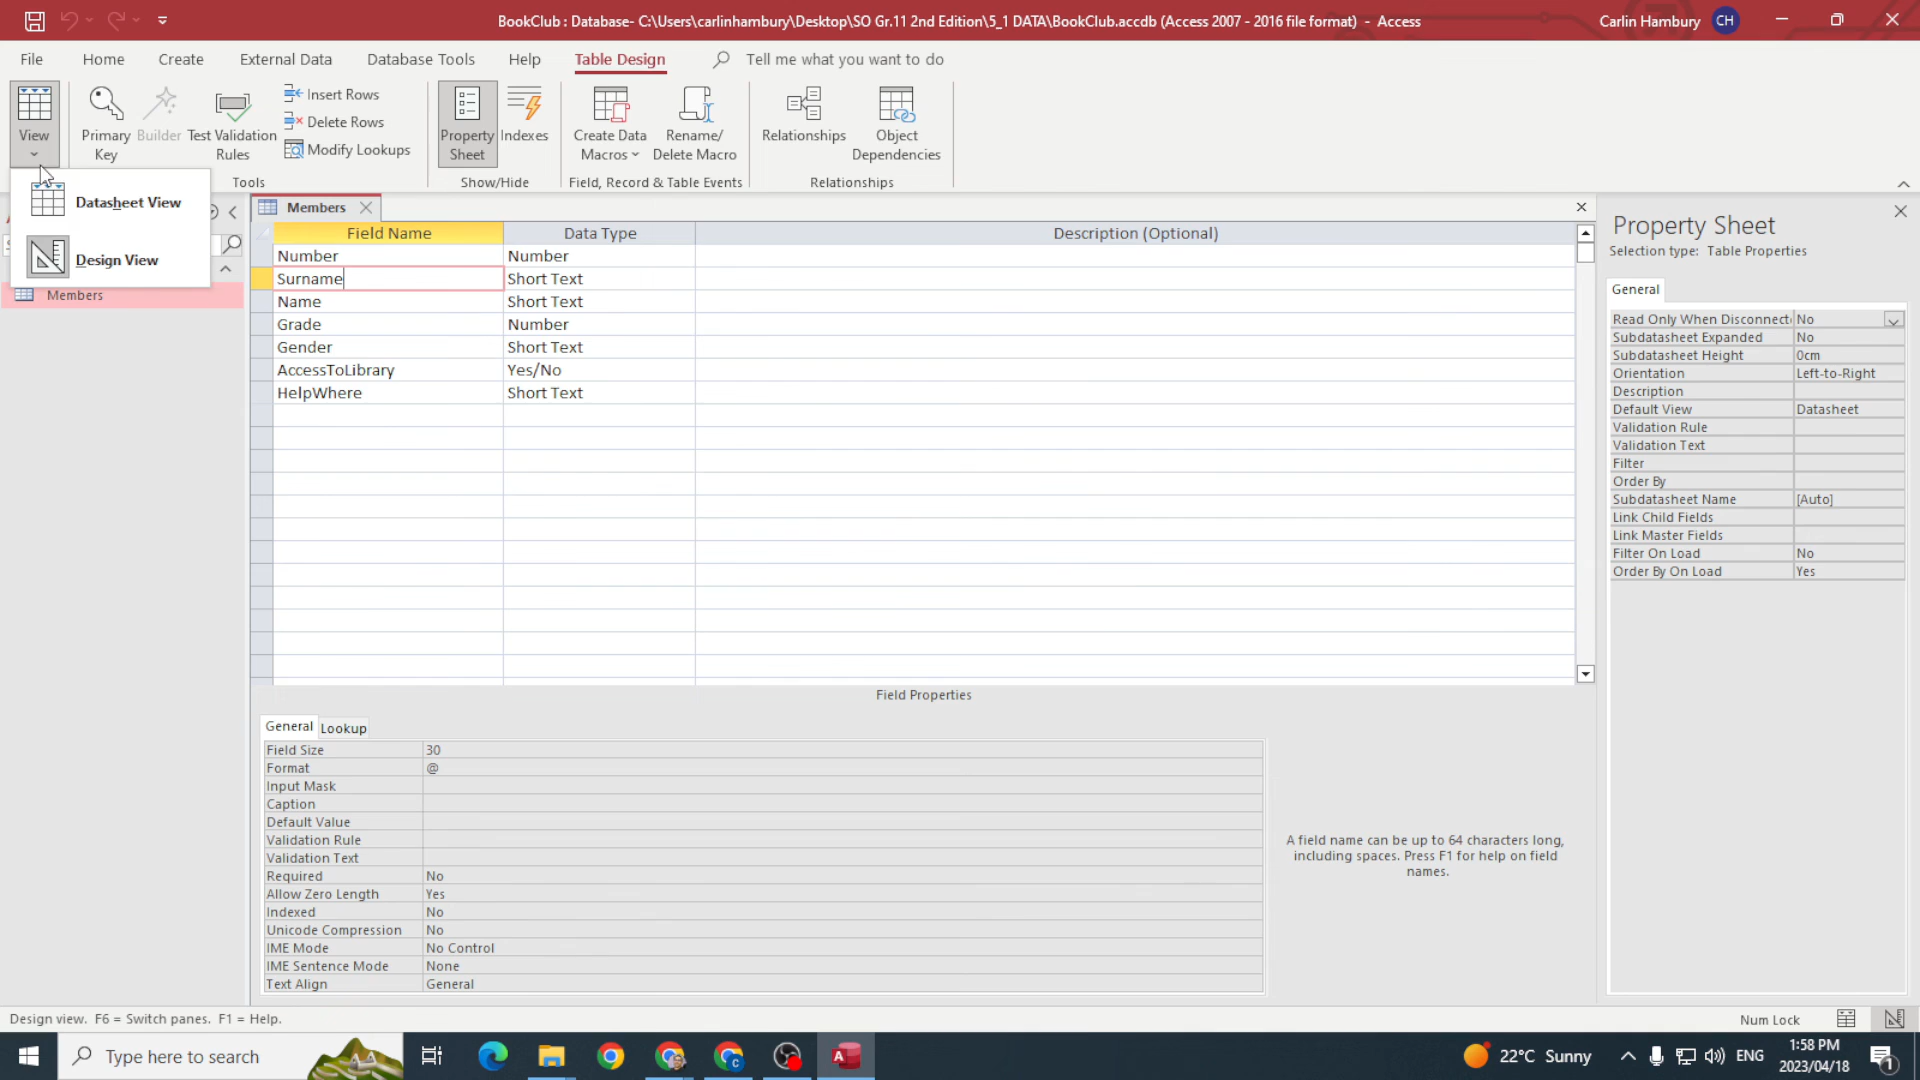 BookClub : Database- C:\Users\carlinhambury\Desktop\SO Gr.11 2nd Edition\5_1 DATA\BookClub.accdb (Access 2007 - 2016 file format) - Access
Carlin Hambury CH
File Home Create External Data Database Tools Help Table Design Tell me what you want to do
View
Primary Key
Builder
Test Validation Rules
Insert Rows
Delete Rows
Modify Lookups
Property Sheet
Indexes
Create Data Macros
Rename/ Delete Macro
Relationships
Object Dependencies
Tools
Show/Hide
Field, Record & Table Events
Relationships
Datasheet View
Design View
Members
Members
Field Name Data Type Description (Optional)
Number Number
Surname Short Text
Name Short Text
Grade Number
Gender Short Text
AccessToLibrary Yes/No
HelpWhere Short Text
Field Properties
General Lookup
Field Size 30
Format @
Input Mask
Caption
Default Value
Validation Rule
Validation Text
Required No
Allow Zero Length Yes
Indexed No
Unicode Compression No
IME Mode No Control
IME Sentence Mode None
Text Align General
A field name can be up to 64 characters long,
including spaces. Press F1 for help on field
names.
Property Sheet
Selection type: Table Properties
General
Read Only When Disconnect No
Subdatasheet Expanded No
Subdatasheet Height 0cm
Orientation Left-to-Right
Description
Default View Datasheet
Validation Rule
Validation Text
Filter
Order By
Subdatasheet Name [Auto]
Link Child Fields
Link Master Fields
Filter On Load No
Order By On Load Yes
Design view. F6 = Switch panes. F1 = Help.
Num Lock
Type here to search
22°C Sunny
ENG
1:58 PM
2023/04/18
1